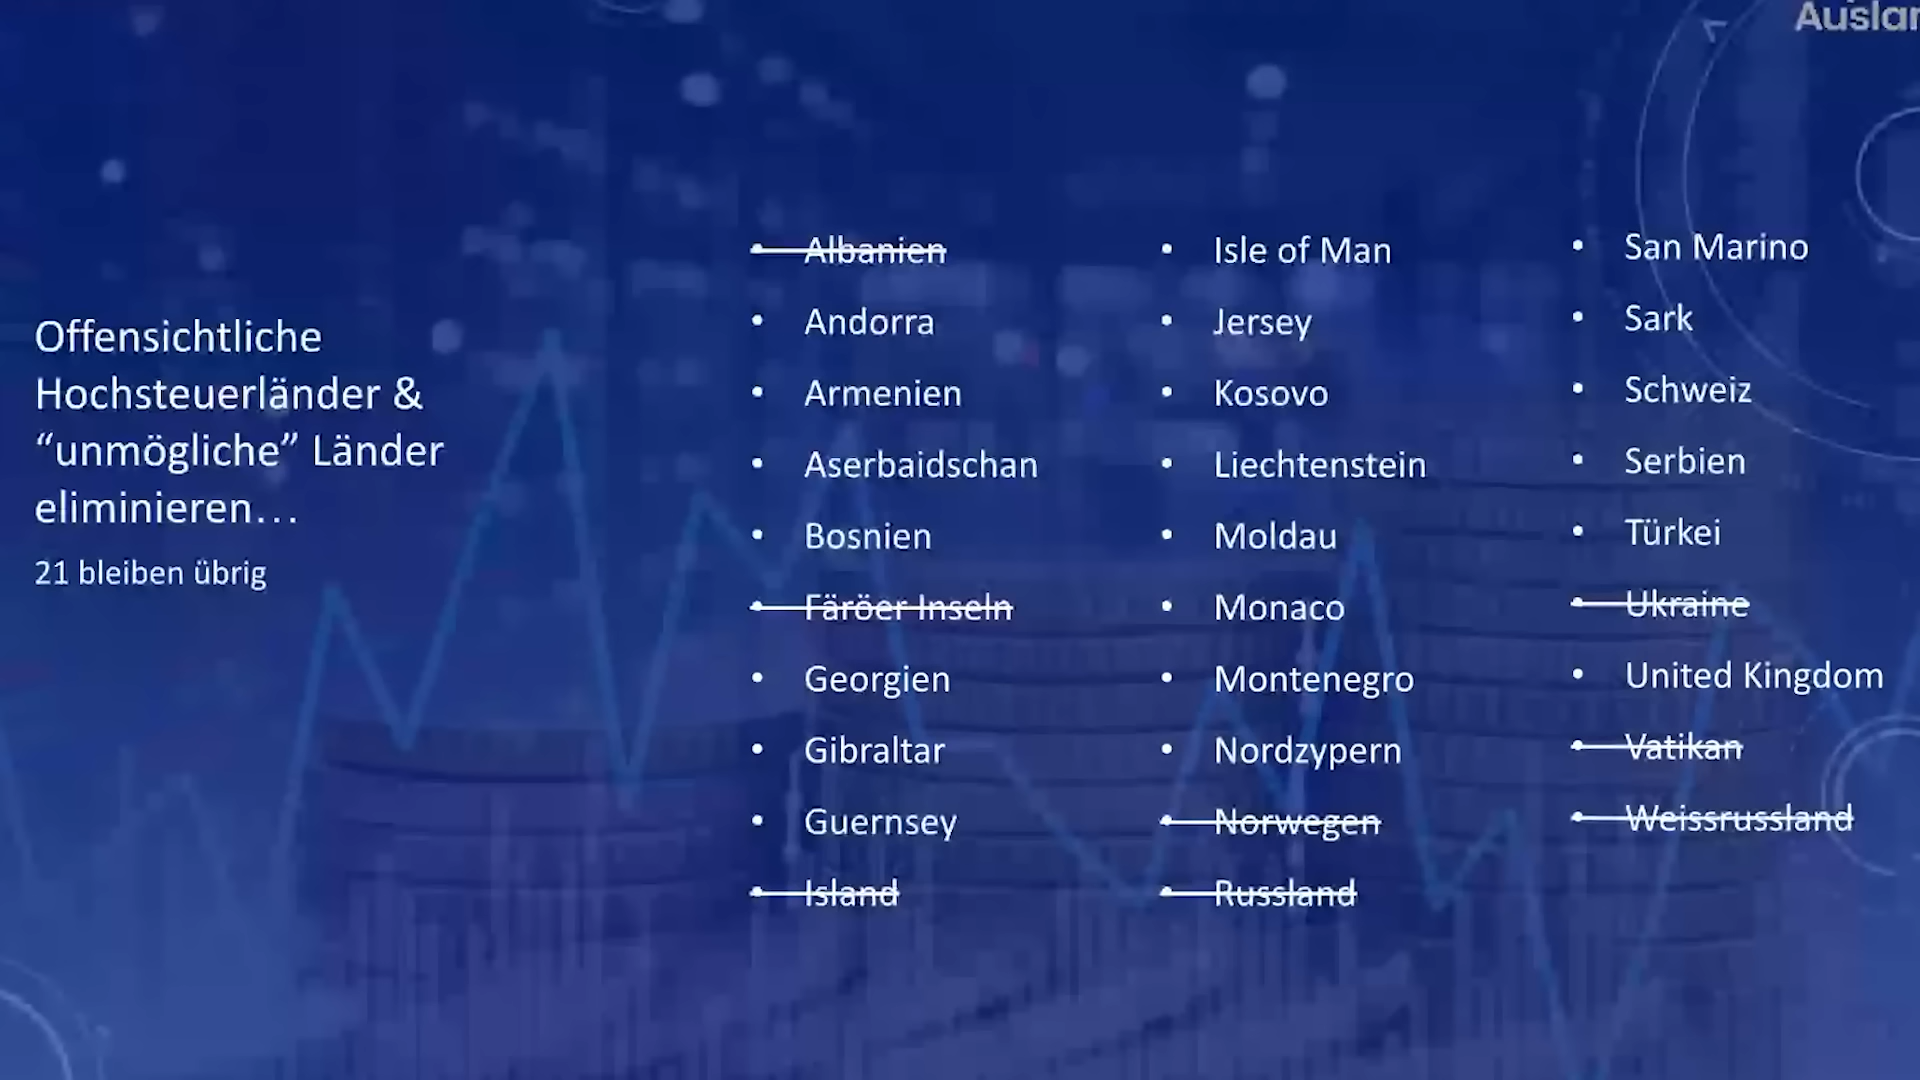 Offensichtliche
Hochsteuerländer &
“unmögliche” Länder
eliminieren…
21 bleiben übrig
• Albanien
• Andorra
• Armenien
• Aserbaidschan
• Bosnien
• Färöer Inseln
• Georgien
• Gibraltar
• Guernsey
• Island
• Isle of Man
• Jersey
• Kosovo
• Liechtenstein
• Moldau
• Monaco
• Montenegro
• Nordzypern
• Norwegen
• Russland
• San Marino
• Sark
• Schweiz
• Serbien
• Türkei
• Ukraine
• United Kingdom
• Vatikan
• Weissrussland